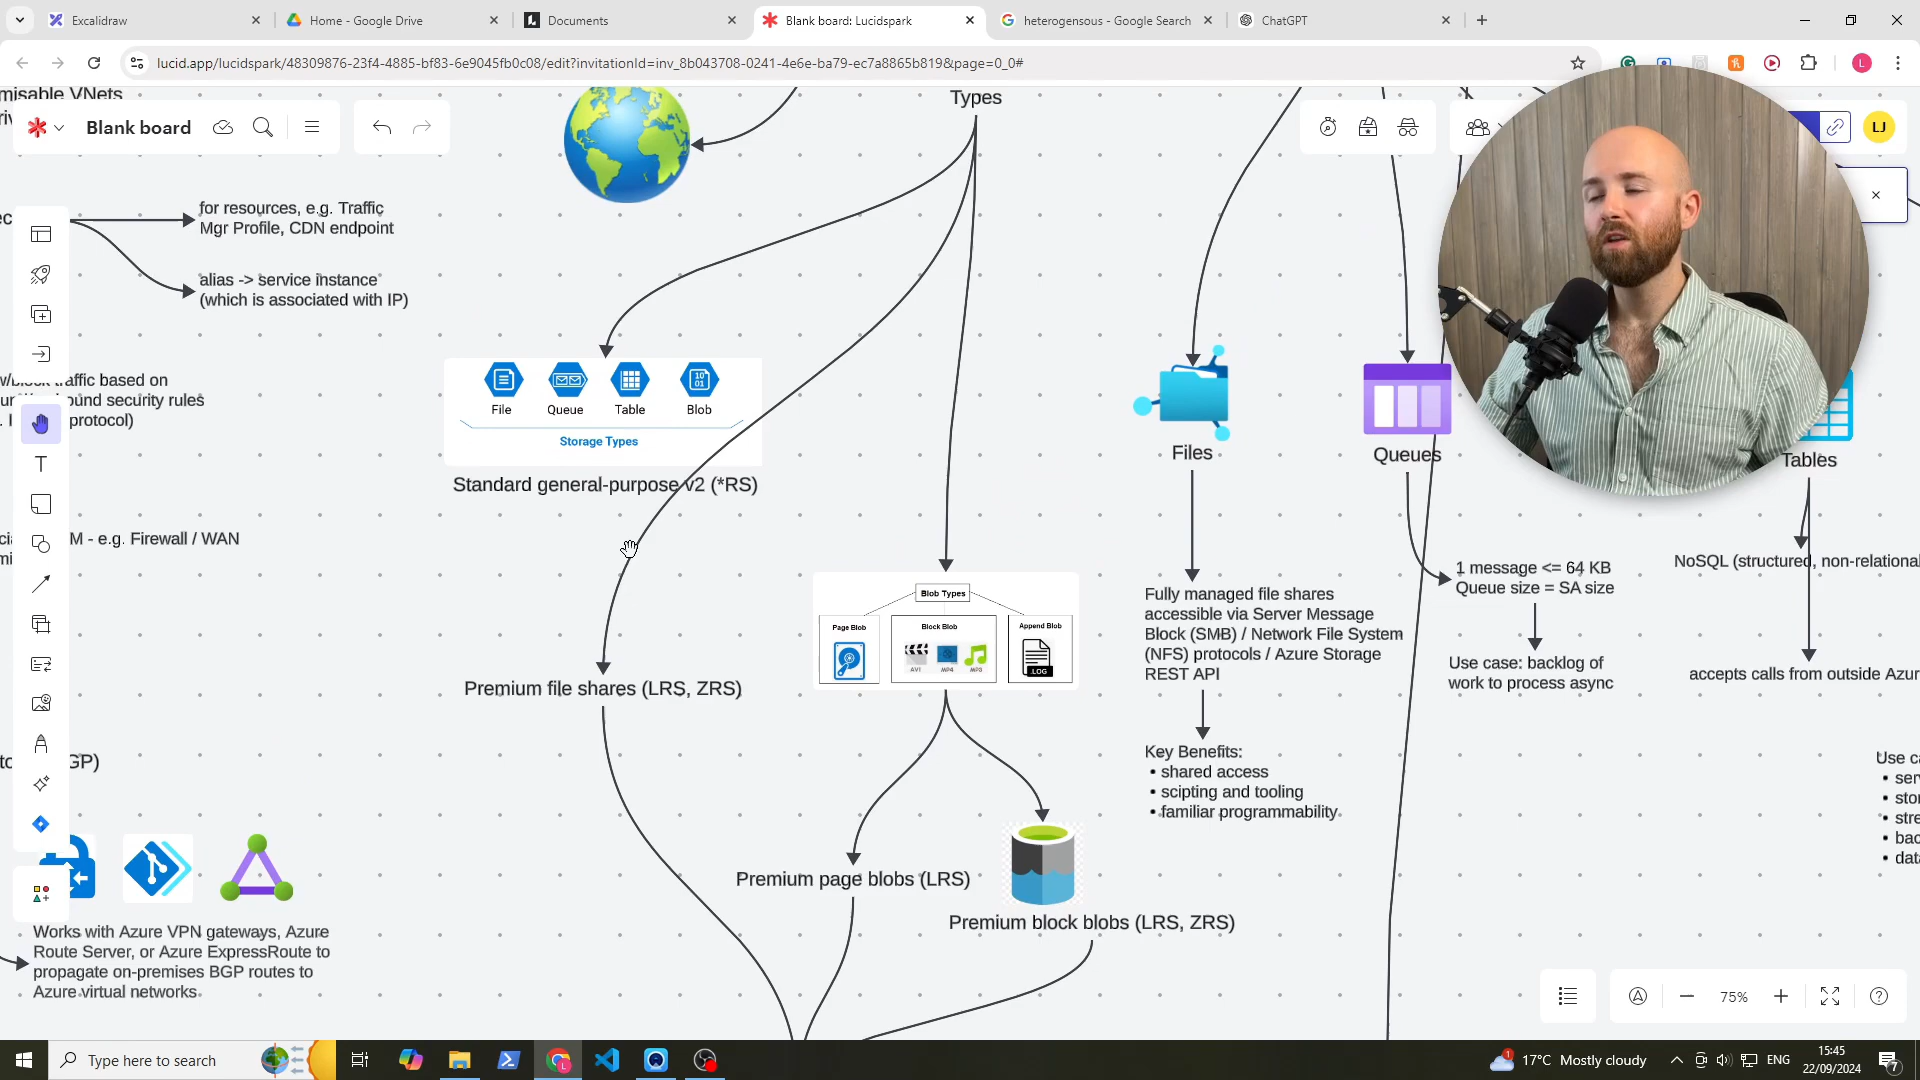 Excalidraw
Home - Google Drive
Documents
Blank board: Lucidspark
heterogensous - Google Search
ChatGPT
lucid.app/lucidspark/48309876-23f4-4885-bf83-6e9045fb0c08/edit?invitationId=inv_8b043708-0241-4e6e-ba79-ec7a8865b819&page=0_0#
misable VNets
Blank board
LJ
Types
for resources, e.g. Traffic
Mgr Profile, CDN endpoint
alias -> service instance
(which is associated with IP)
w/block traffic based on
ound security rules
protocol)
M - e.g. Firewall / WAN
GP)
File
Queue
Table
Blob
10
01
Storage Types
Standard general-purpose v2 (*RS)
Premium file shares (LRS, ZRS)
Blob Types
Page Blob
Block Blob
Append Blob
AVI
MP4
MP3
.LOG
Premium page blobs (LRS)
Premium block blobs (LRS, ZRS)
Files
Fully managed file shares
accessible via Server Message
Block (SMB) / Network File System
(NFS) protocols / Azure Storage
REST API
Key Benefits:
• shared access
• scipting and tooling
• familiar programmability
Queues
1 message <= 64 KB
Queue size = SA size
Use case: backlog of
work to process async
Tables
NoSQL (structured, non-relational
accepts calls from outside Azur
Use ca
• ser
• stor
• stre
• bac
• data
Works with Azure VPN gateways, Azure
Route Server, or Azure ExpressRoute to
propagate on-premises BGP routes to
Azure virtual networks
75%
Type here to search
1
17°C Mostly cloudy
ENG
15:45
22/09/2024
7